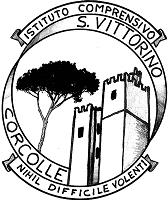 ISTITUTO COMPRENSIVO
S. VITTORINO
CORCOLLE
NIHIL DIFFICILE VOLENTI